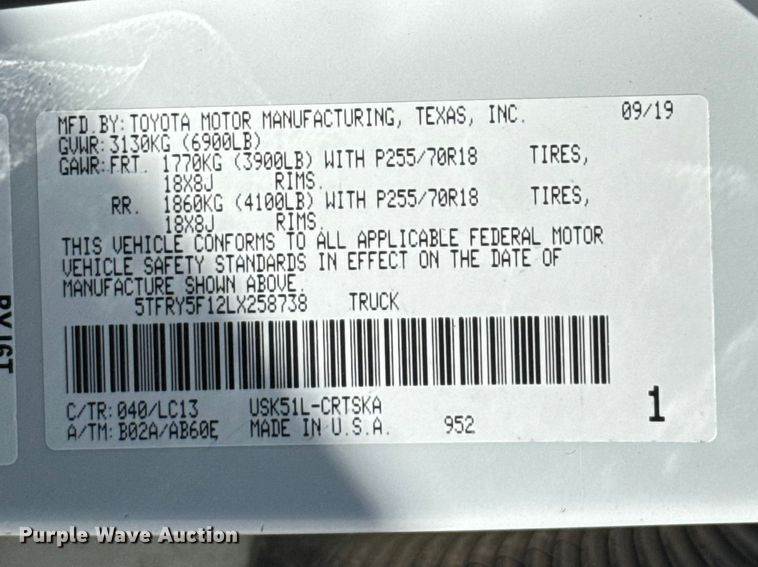 MFD.BY: TOYOTA MOTOR MANUFACTURING, TEXAS, INC. 09/19
GVWR: 3130KG (6900LB)
GAWR: FRT. 1770KG (3900LB) WITH P255/70R18 TIRES,
18X8J RIMS.
RR. 1860KG (4100LB) WITH P255/70R18 TIRES,
18X8J RIMS.
THIS VEHICLE CONFORMS TO ALL APPLICABLE FEDERAL MOTOR
VEHICLE SAFETY STANDARDS IN EFFECT ON THE DATE OF
MANUFACTURE SHOWN ABOVE.
5TFRY5F12LX258738 TRUCK
C/TR: 040/LC13 USK51L-CRTSKA 1
A/TM: B02A/AB60E MADE IN U.S.A. 952
Purple Wave Auction